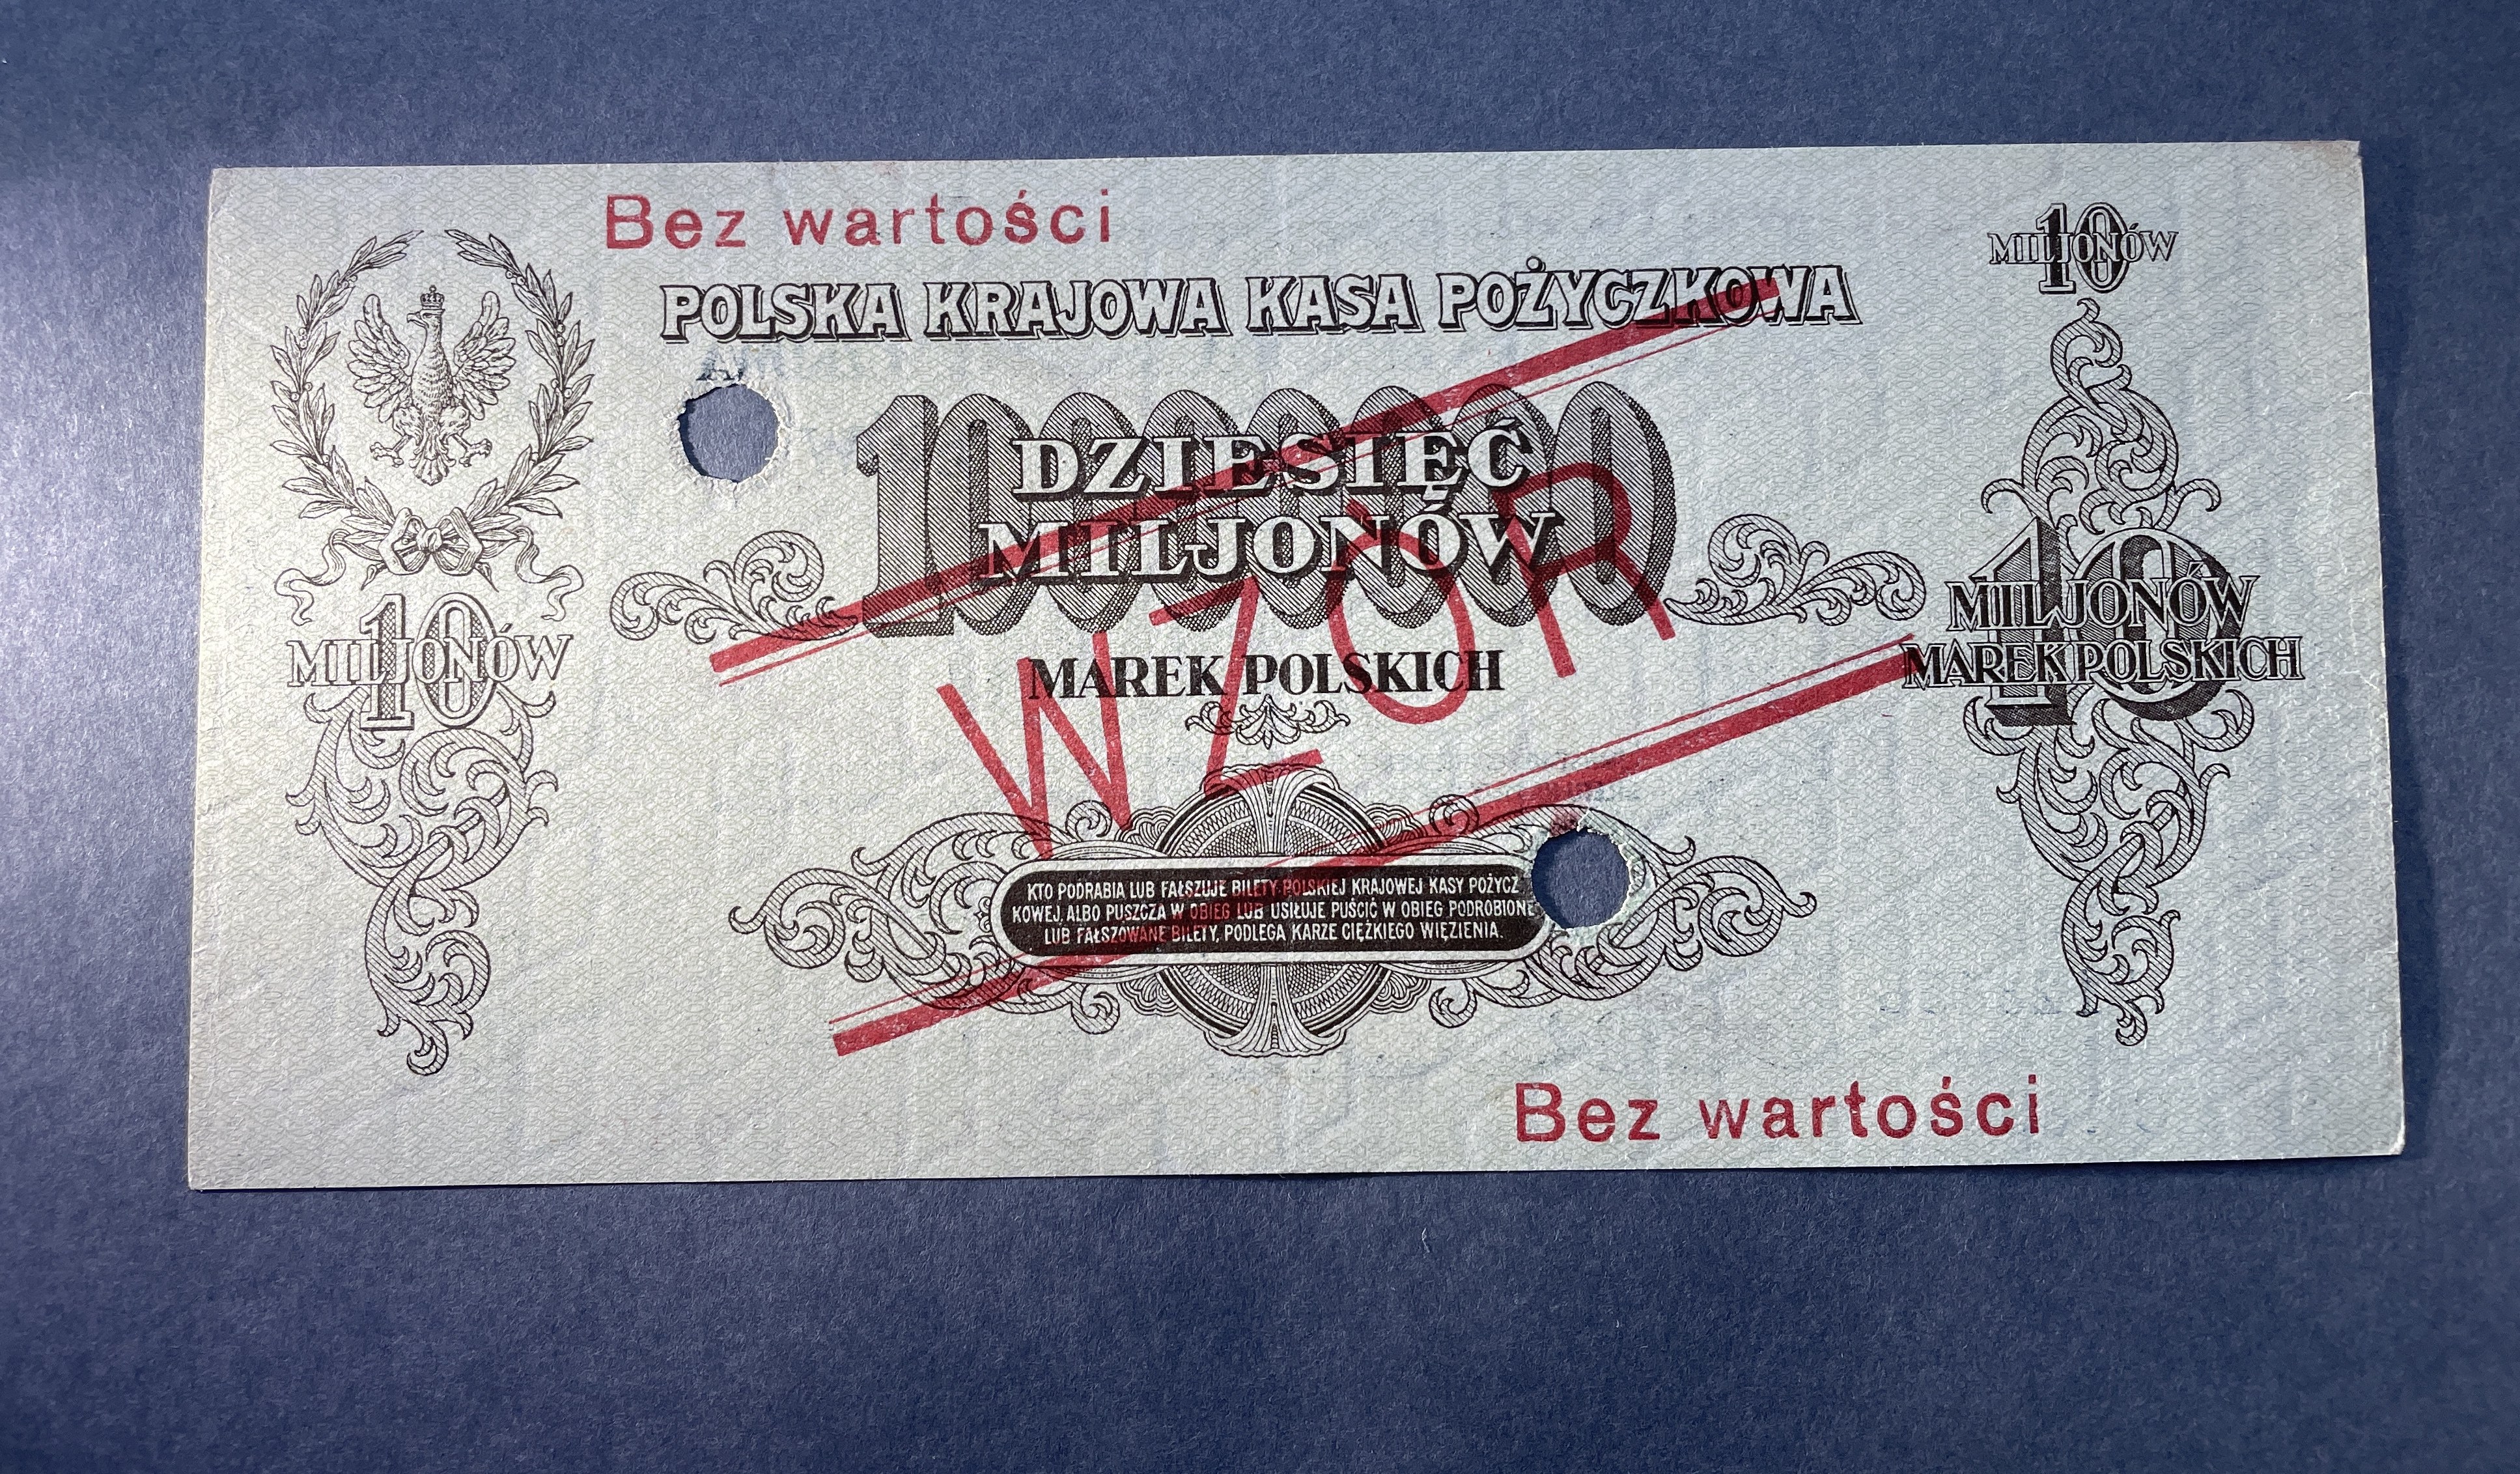 Bez wartości
POLSKA KRAJOWA KASA POŻYCZKOWA
10
MILJONÓW
10000000
DZIESIĘĆ
MILJONÓW
MAREK POLSKICH
WZÓR
10
MILJONÓW
10
MILJONÓW
MAREK POLSKICH
KTO PODRABIA LUB FAŁSZUJE BILETY POLSKIEJ KRAJOWEJ KASY POŻYCZ
KOWEJ, ALBO PUSZCZA W OBIEG LUB USIŁUJE PUŚCIĆ W OBIEG PODROBIONE
LUB FAŁSZOWANE BILETY, PODLEGA KARZE CIĘŻKIEGO WIĘZIENIA.
Bez wartości